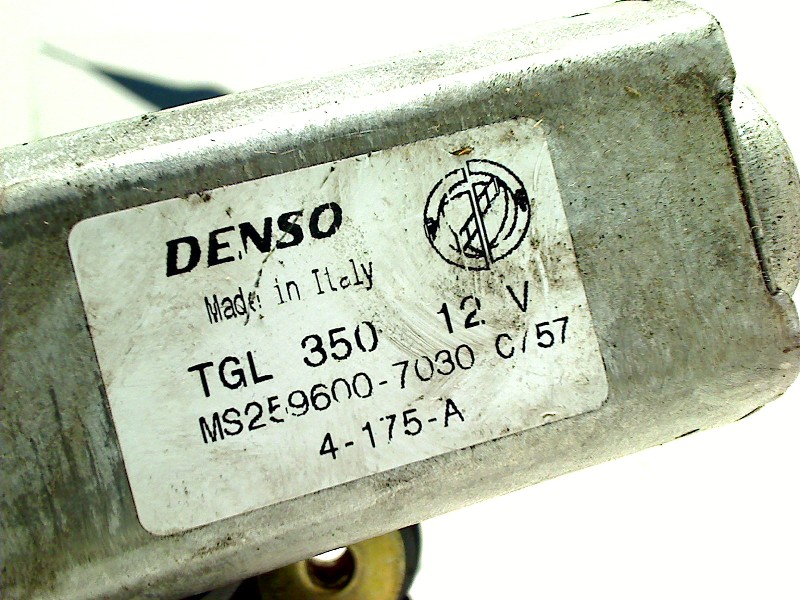 DENSO
Made in Italy
TGL 350 12 V
MS259600-7030 C/57
4-175-A